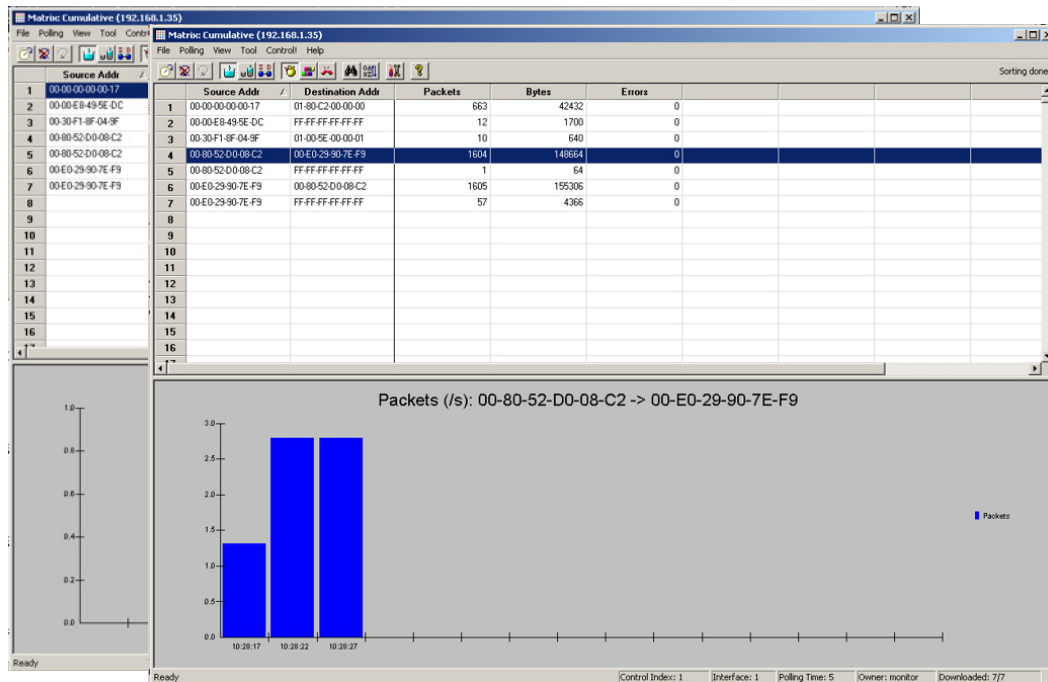 Matrix: Cumulative (192.168.1.35)
File Polling View Tool
Source Addr /
1 00-00-00-00-00-17
2 00-00-E8-49-5E-DC
3 00-30-F1-8F-04-9F
4 00-80-52-D0-08-C2
5 00-80-52-D0-08-C2
6 00-E0-29-90-7E-F9
7 00-E0-29-90-7E-F9
8
9
10
11
12
13
14
15
16
1.0
0.8
0.6
0.4
0.2
0.0
Ready
Matrix: Cumulative (192.168.1.35)
File Polling View Tool Control! Help
Sorting done
Source Addr / Destination Addr Packets Bytes Errors
1 00-00-00-00-00-17 01-80-C2-00-00-00 663 42432 0
2 00-00-E8-49-5E-DC FF-FF-FF-FF-FF-FF 12 1700 0
3 00-30-F1-8F-04-9F 01-00-5E-00-00-01 10 640 0
4 00-80-52-D0-08-C2 00-E0-29-90-7E-F9 1604 148664 0
5 00-80-52-D0-08-C2 FF-FF-FF-FF-FF-FF 1 64 0
6 00-E0-29-90-7E-F9 00-80-52-D0-08-C2 1605 155306 0
7 00-E0-29-90-7E-F9 FF-FF-FF-FF-FF-FF 57 4366 0
8
9
10
11
12
13
14
15
16
Packets (/s): 00-80-52-D0-08-C2 -> 00-E0-29-90-7E-F9
3.0
2.5
2.0
1.5
1.0
0.5
0.0
10:28:17 10:28:22 10:28:27
Packets
Ready
Control Index: 1 Interface: 1 Polling Time: 5 Owner: monitor Downloaded: 7/7